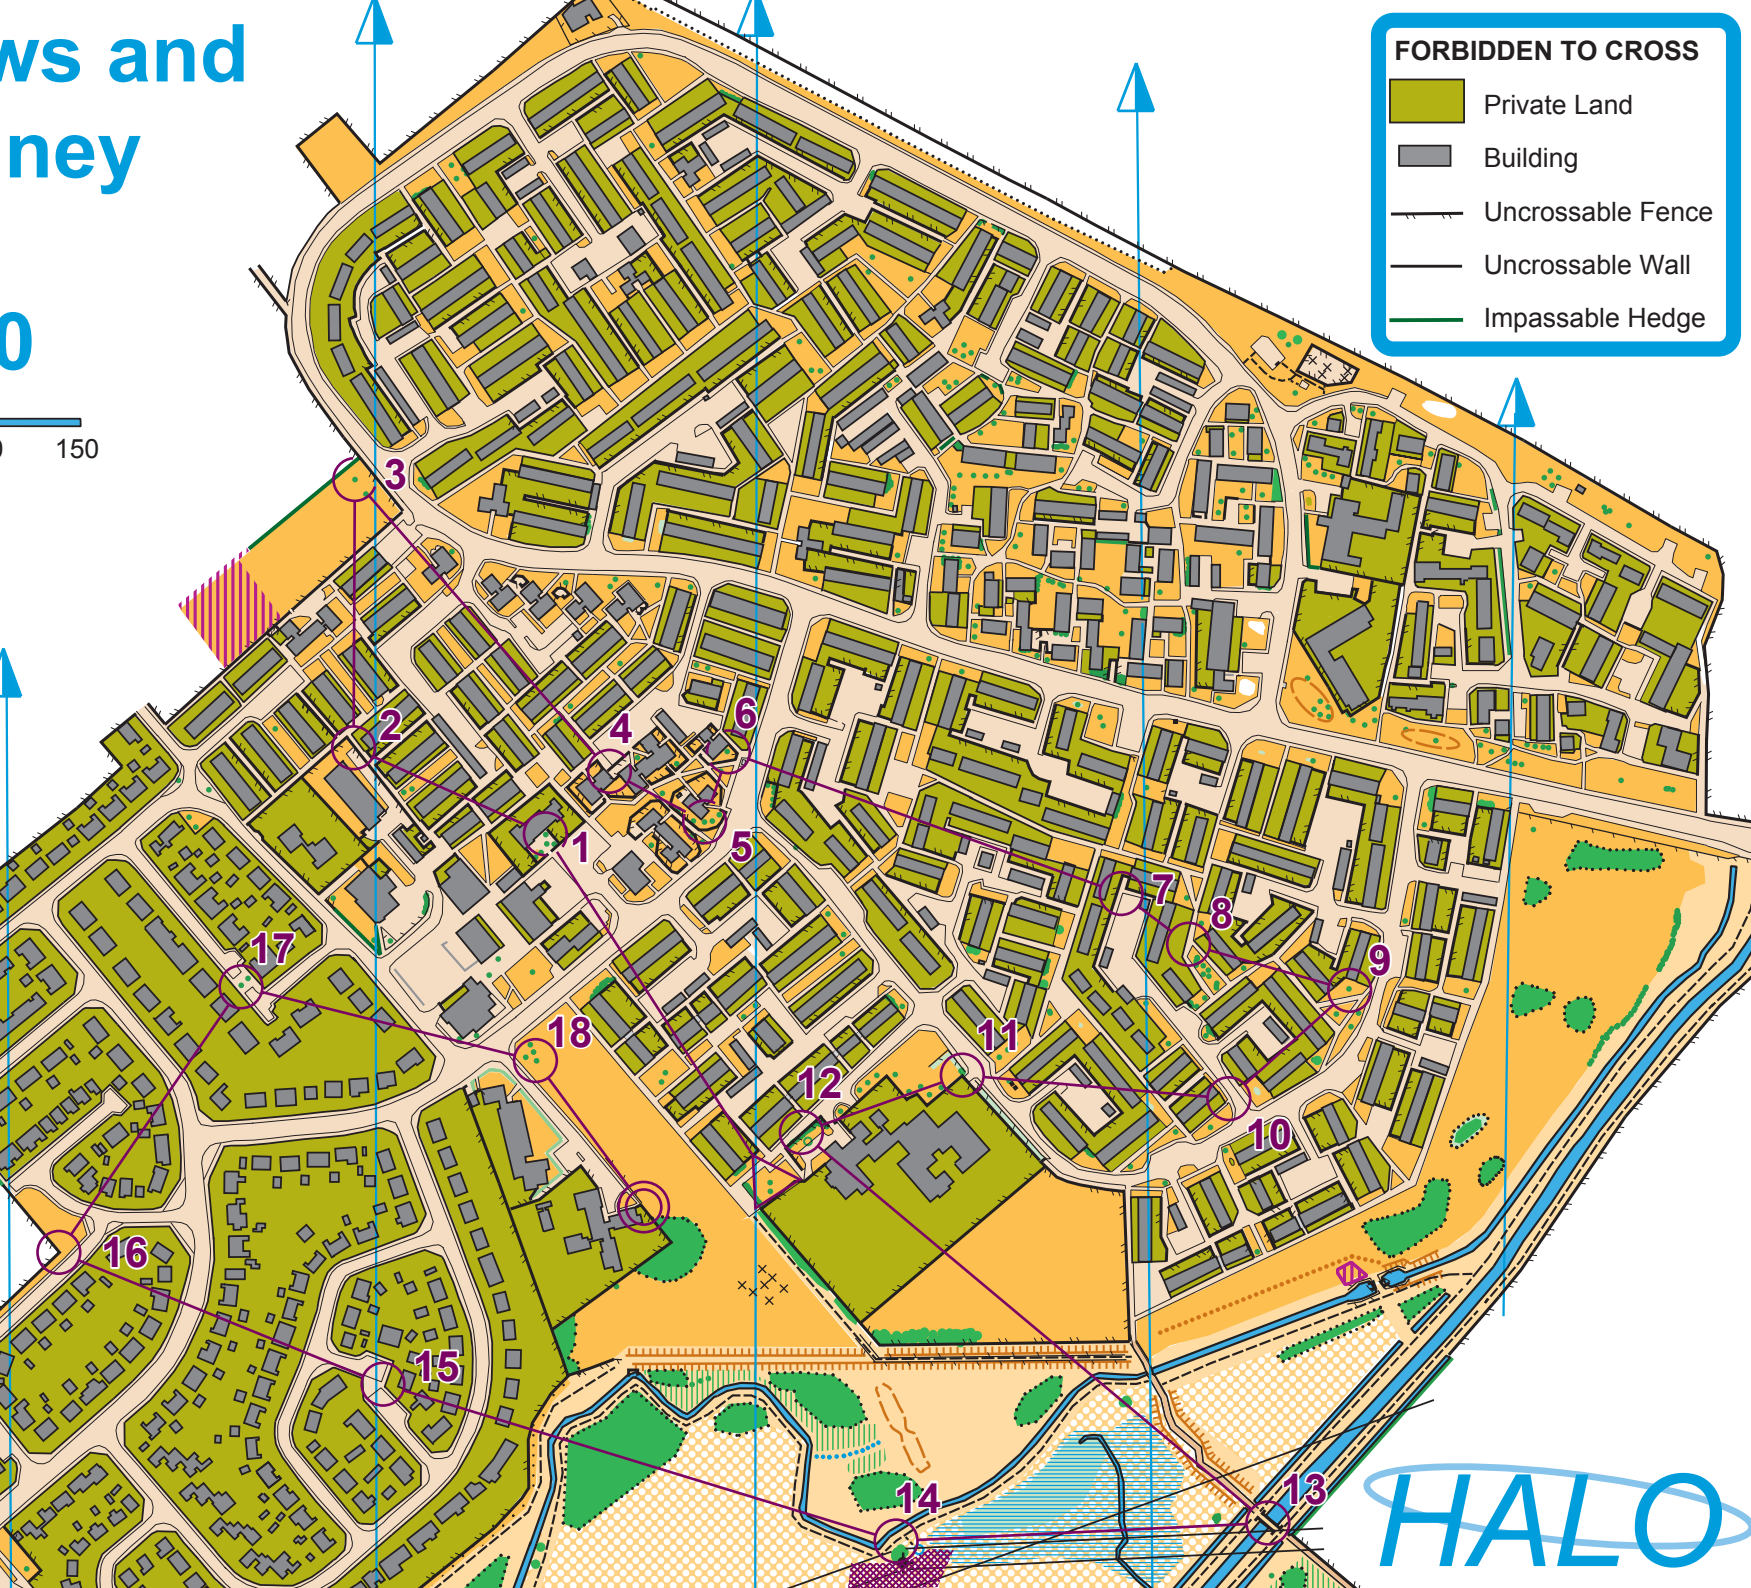 ws and
ney
0
0 150
FORBIDDEN TO CROSS
Private Land
Building
Uncrossable Fence
Uncrossable Wall
Impassable Hedge
3
6
2
4
1
5
7
8
9
17
18
11
12
10
16
15
14
13
HALO